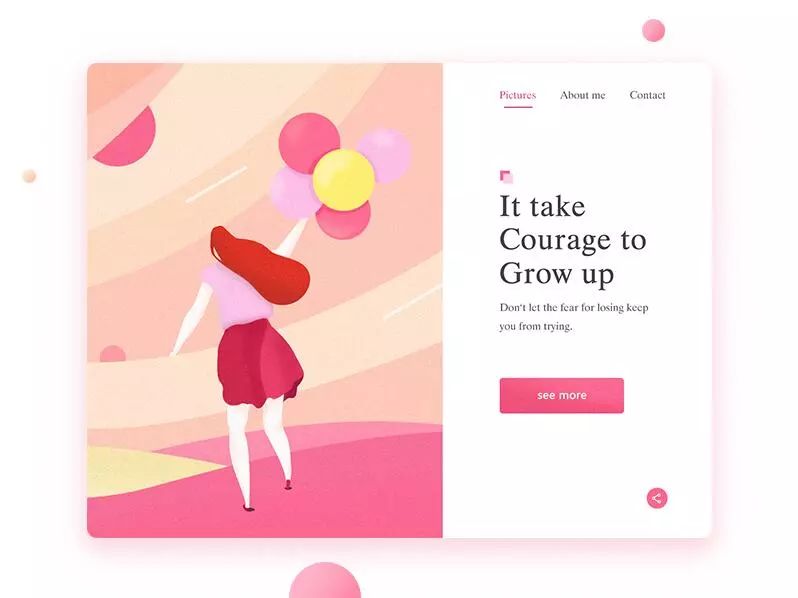 Pictures About me Contact
It take
Courage to
Grow up
Don't let the fear for losing keep
you from trying.
see more